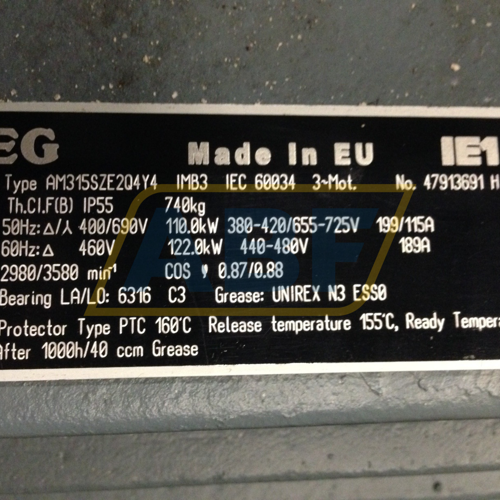 EG Made In EU IE1
Type AM315SZE2Q4Y4 IMB3 IEC 60034 3~Mot. No. 47913691 H
Th.Cl.F(B) IP55 740kg
50Hz:Δ/⅄ 400/690V 110.0kW 380-420/655-725V 199/115A
60Hz:Δ 460V 122.0kW 440-480V 189A
2980/3580 min⁻¹ COS φ 0.87/0.88
Bearing LA/LO: 6316 C3 Grease: UNIREX N3 ESSO
Protector Type PTC 160°C Release temperature 155°C, Ready Tempera
After 1000h/40 ccm Grease
ABF